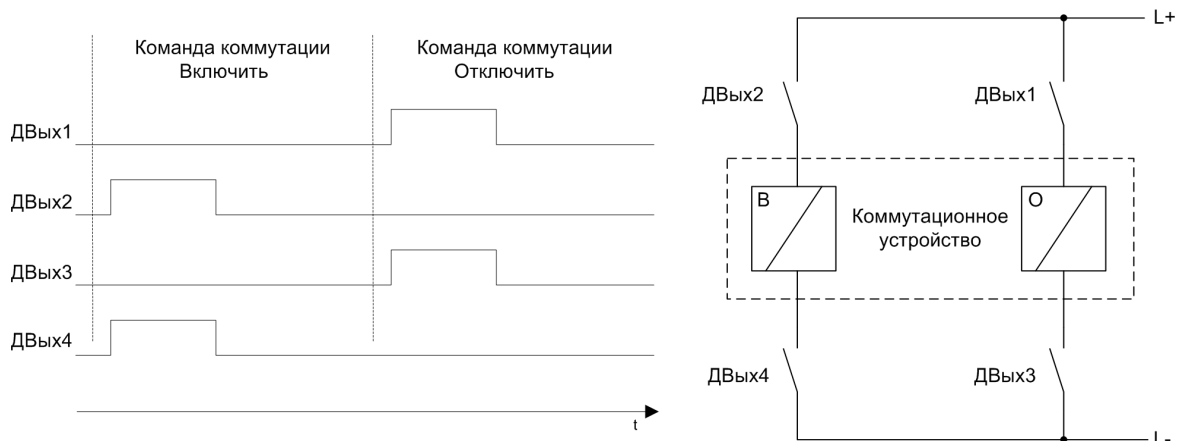 Команда коммутации
Включить
Команда коммутации
Отключить
ДВых1
ДВых2
ДВых3
ДВых4
t
L+
ДВых2
ДВых1
В
О
Коммутационное
устройство
ДВых4
ДВых3
L-